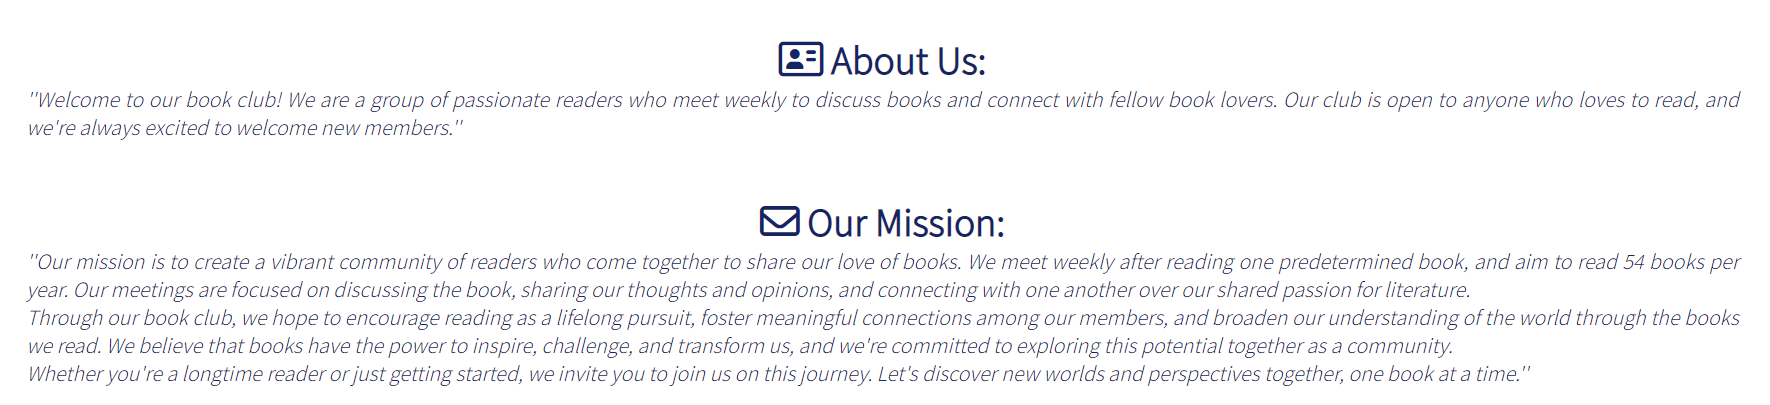 About Us:
"Welcome to our book club! We are a group of passionate readers who meet weekly to discuss books and connect with fellow book lovers. Our club is open to anyone who loves to read, and
we're always excited to welcome new members."
Our Mission:
"Our mission is to create a vibrant community of readers who come together to share our love of books. We meet weekly after reading one predetermined book, and aim to read 54 books per
year. Our meetings are focused on discussing the book, sharing our thoughts and opinions, and connecting with one another over our shared passion for literature.
Through our book club, we hope to encourage reading as a lifelong pursuit, foster meaningful connections among our members, and broaden our understanding of the world through the books
we read. We believe that books have the power to inspire, challenge, and transform us, and we're committed to exploring this potential together as a community.
Whether you're a longtime reader or just getting started, we invite you to join us on this journey. Let's discover new worlds and perspectives together, one book at a time."